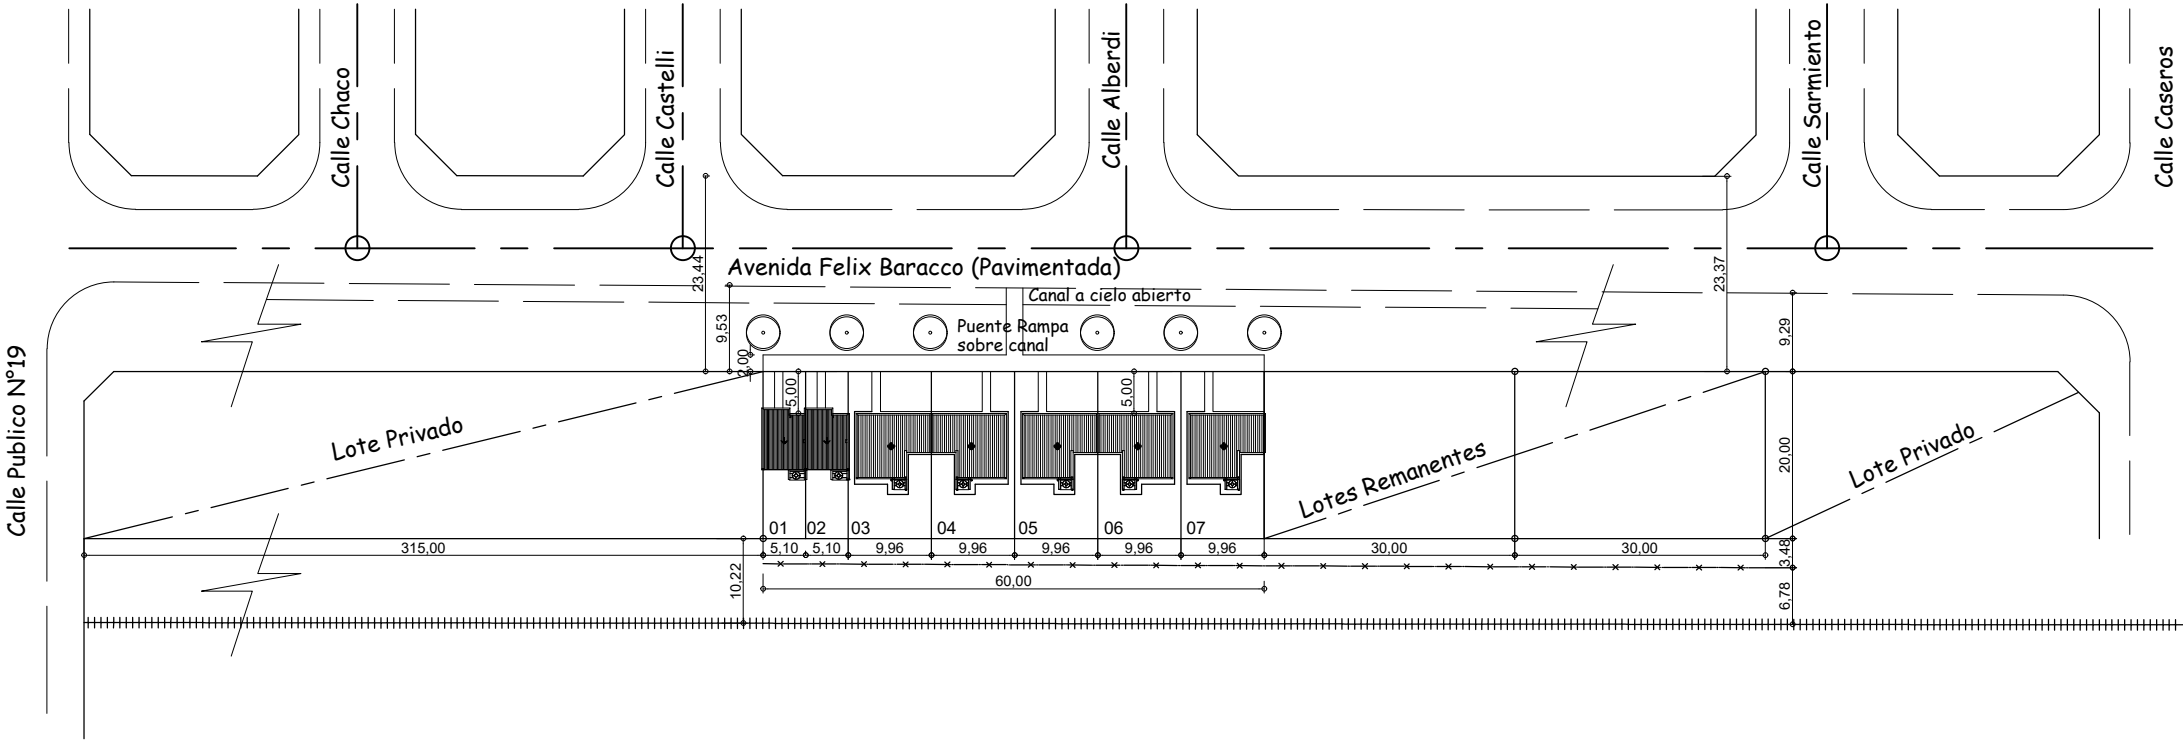 Calle Chaco
Calle Castelli
Calle Alberdi
Calle Sarmiento
Calle Caseros
23,44
Avenida Felix Baracco (Pavimentada)
23,37
Canal a cielo abierto
9,53
Puente Rampa
sobre canal
9,29
2,00
5,00
5,00
Calle Publico N°19
Lote Privado
Lotes Remanentes
20,00
Lote Privado
01
02
03
04
05
06
07
315,00
5,10
5,10
9,96
9,96
9,96
9,96
9,96
30,00
30,00
3,48
10,22
60,00
6,78